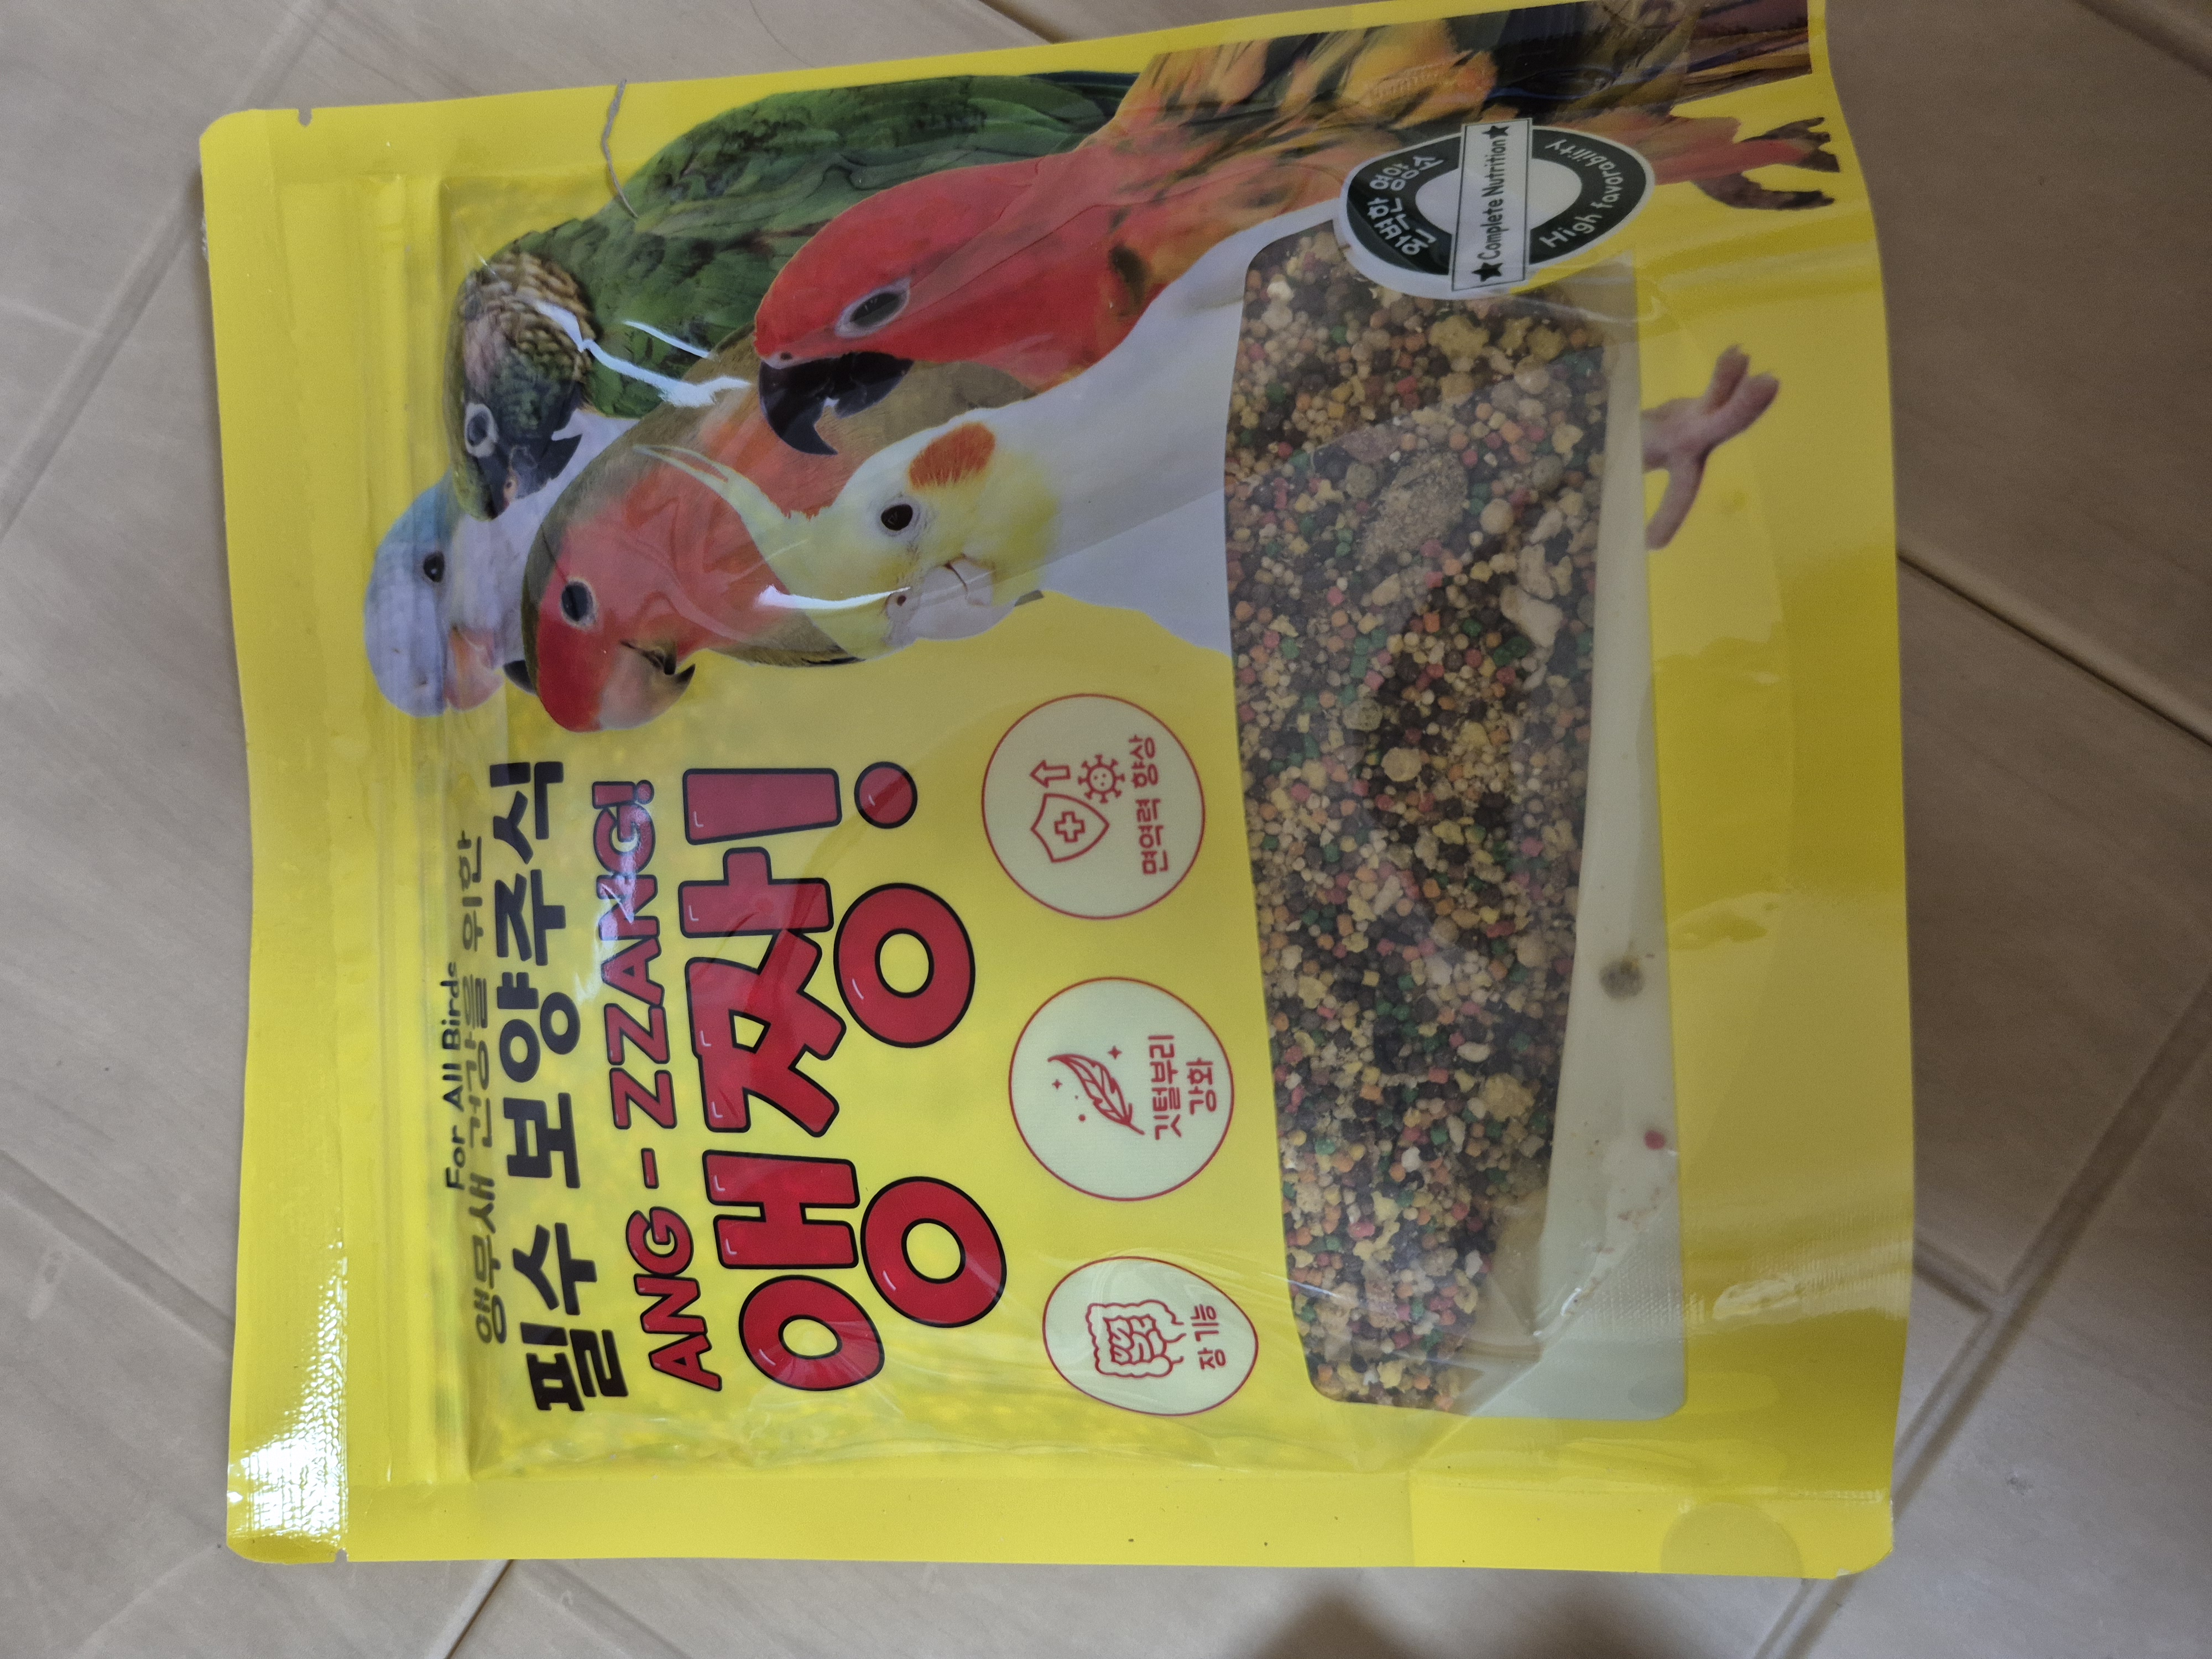 For All Birds
앵무새 건강을 위한
필수 보양주식
ANG - ZZANG!
앵짱!
장기능
깃털부리
강화
면역력 향상
완벽한 영양소
★Complete Nutrition★
High favorability